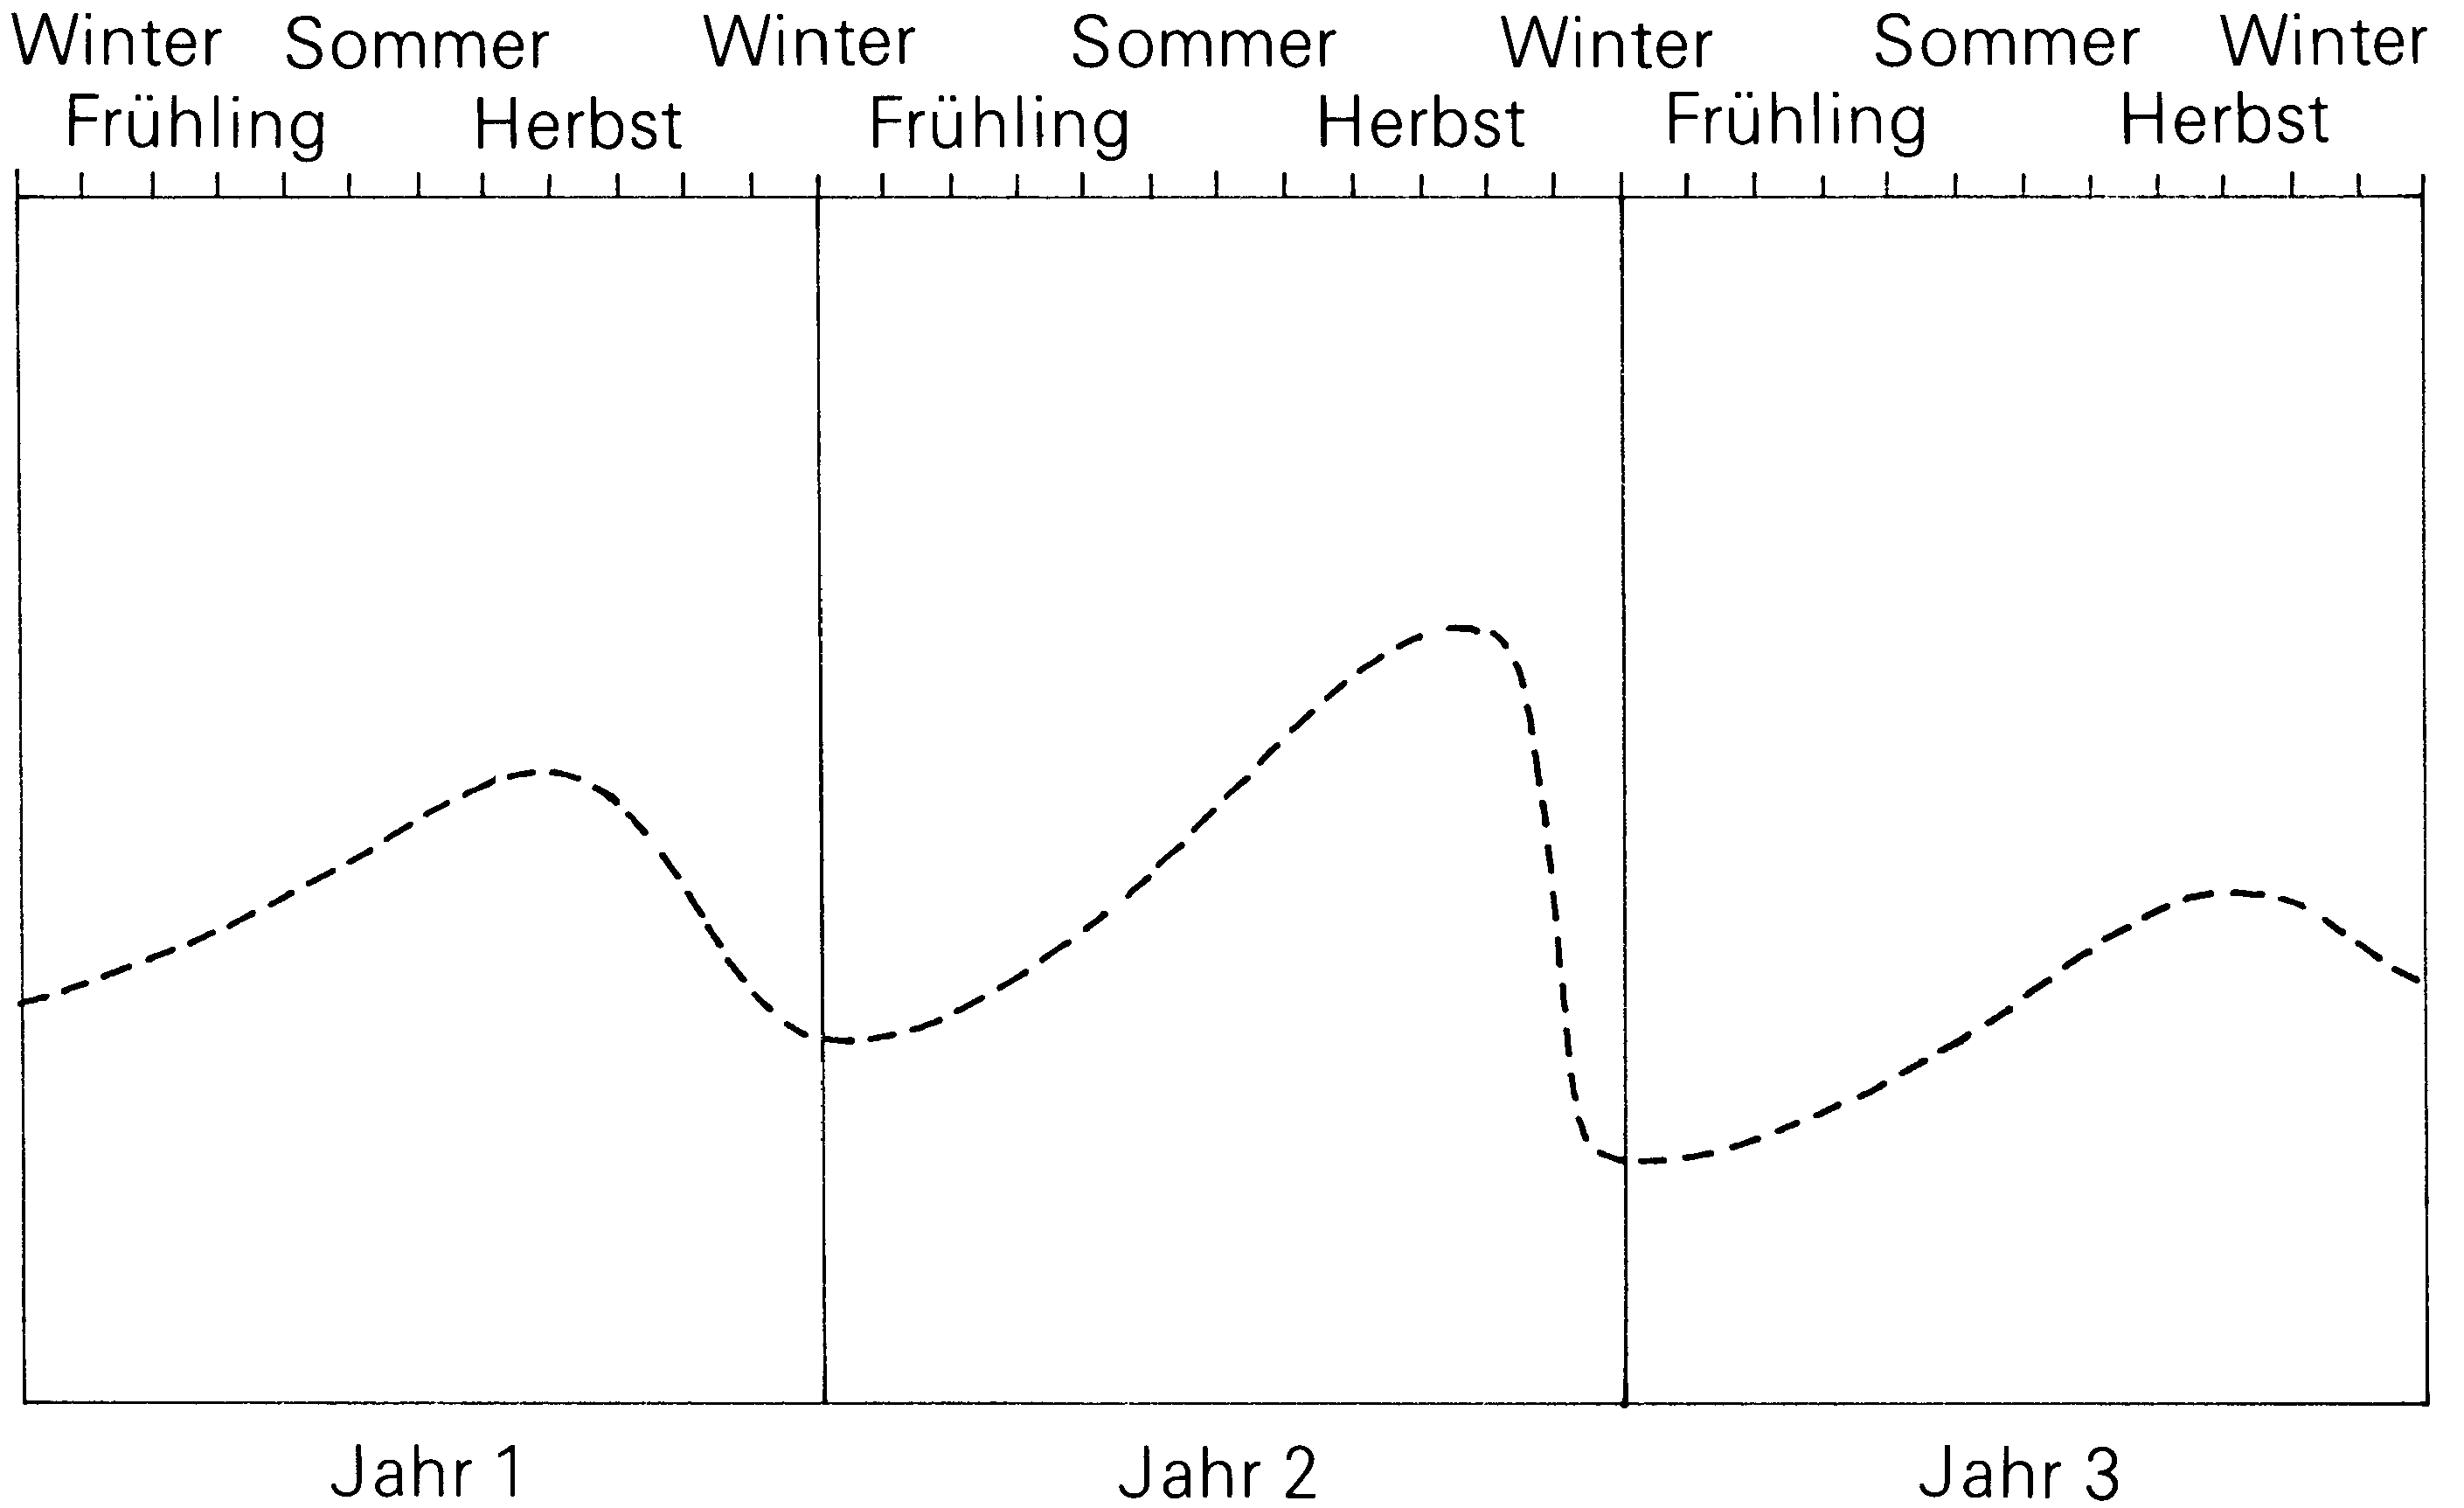 Winter Sommer Winter Sommer Winter Sommer Winter
Frühling Herbst Frühling Herbst Frühling Herbst
Jahr 1 Jahr 2 Jahr 3